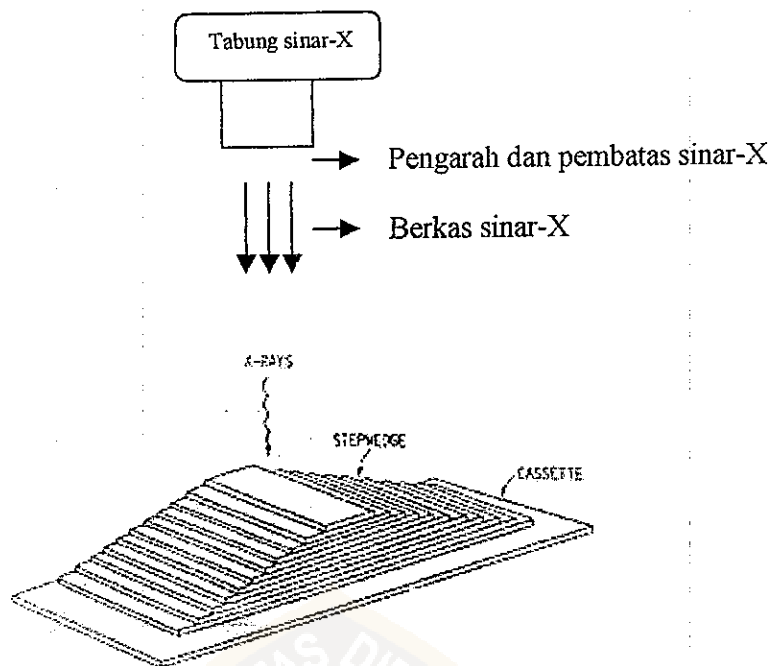 Tabung sinar-X
Pengarah dan pembatas sinar-X
Berkas sinar-X
X-RAYS
STEPWEDGE
CASSETTE